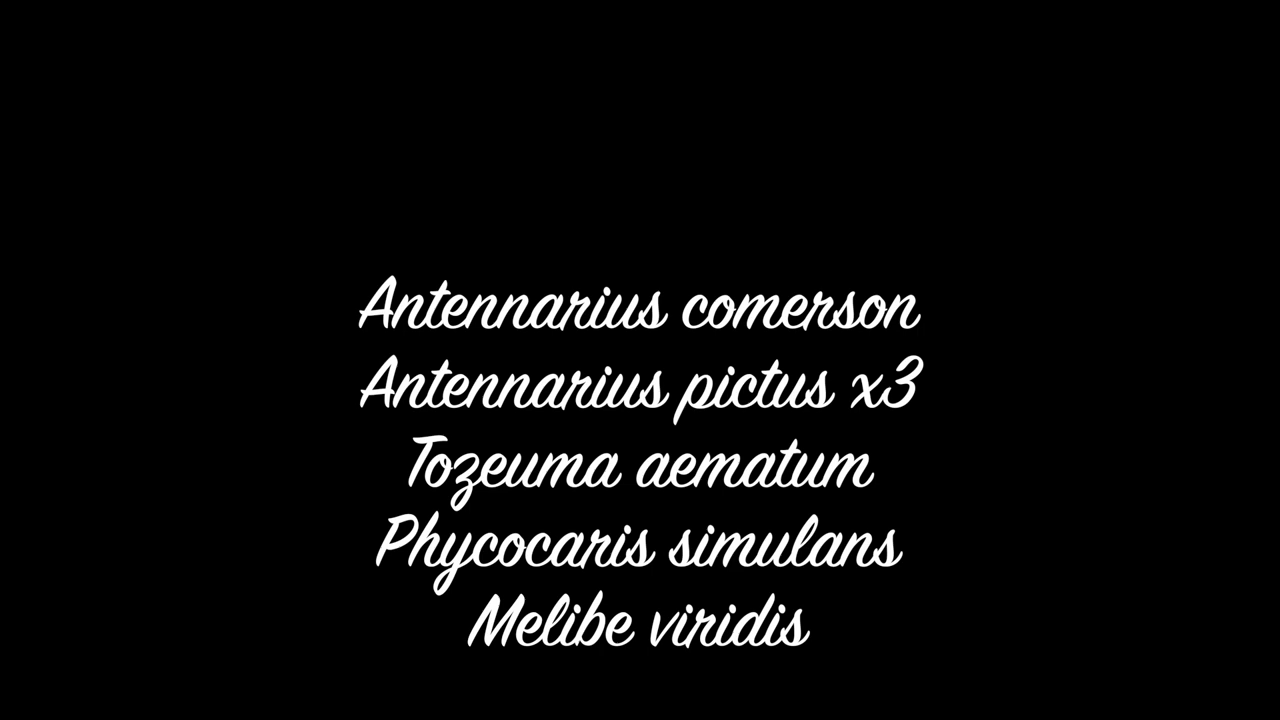 Antennarius comerson
Antennarius pictus x3
Tozeuma aematum
Phycocaris simulans
Melibe viridis